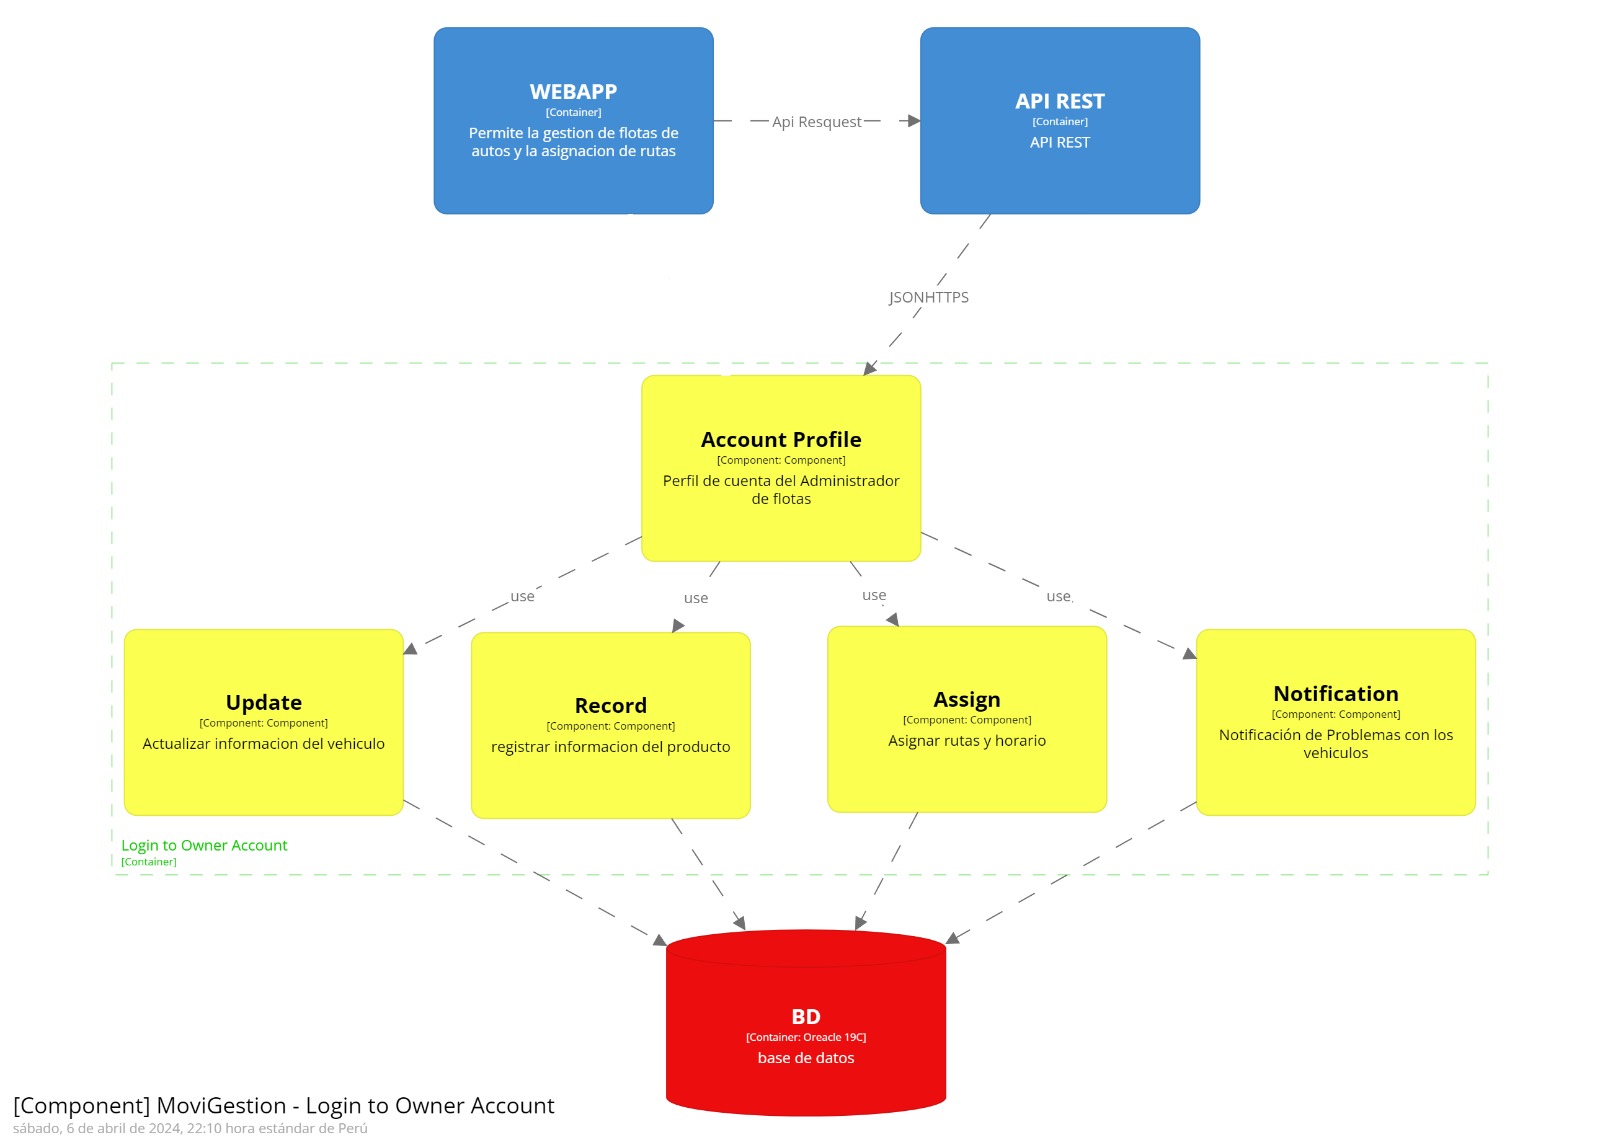 WEBAPP
[Container]
Permite la gestion de flotas de
autos y la asignacion de rutas
Api Resquest
API REST
[Container]
API REST
JSONHTTPS
Account Profile
[Component: Component]
Perfil de cuenta del Administrador
de flotas
use
use
use
use
Update
[Component: Component]
Actualizar informacion del vehiculo
Record
[Component: Component]
registrar informacion del producto
Assign
[Component: Component]
Asignar rutas y horario
Notification
[Component: Component]
Notificación de Problemas con los
vehiculos
Login to Owner Account
[Container]
BD
[Container: Oreacle 19C]
base de datos
[Component] MoviGestion - Login to Owner Account
sábado, 6 de abril de 2024, 22:10 hora estándar de Perú